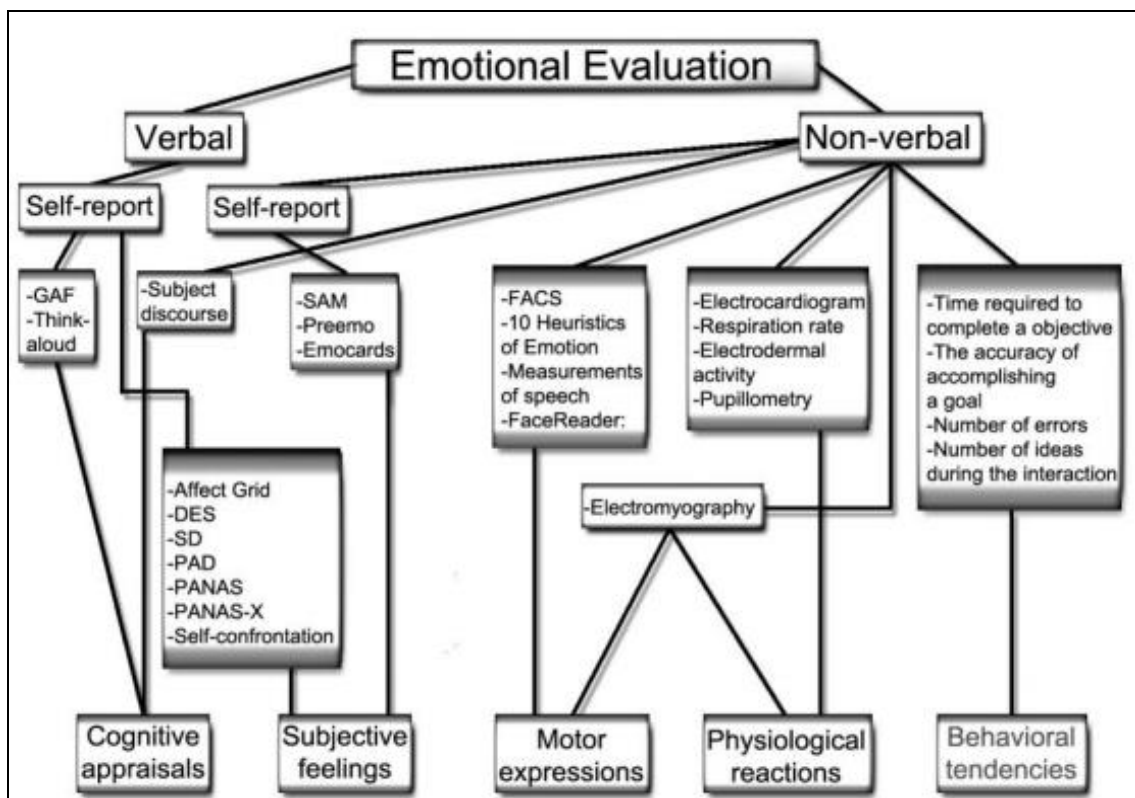 Emotional Evaluation
Verbal
Non-verbal
Self-report
Self-report
-GAF
-Think-
aloud
-Subject
discourse
-SAM
-Preemo
-Emocards
-FACS
-10 Heuristics
of Emotion
-Measurements
of speech
-FaceReader:
-Electrocardiogram
-Respiration rate
-Electrodermal
activity
-Pupillometry
-Time required to
complete a objective
-The accuracy of
accomplishing
a goal
-Number of errors
-Number of ideas
during the interaction
-Affect Grid
-DES
-SD
-PAD
-PANAS
-PANAS-X
-Self-confrontation
-Electromyography
Cognitive
appraisals
Subjective
feelings
Motor
expressions
Physiological
reactions
Behavioral
tendencies